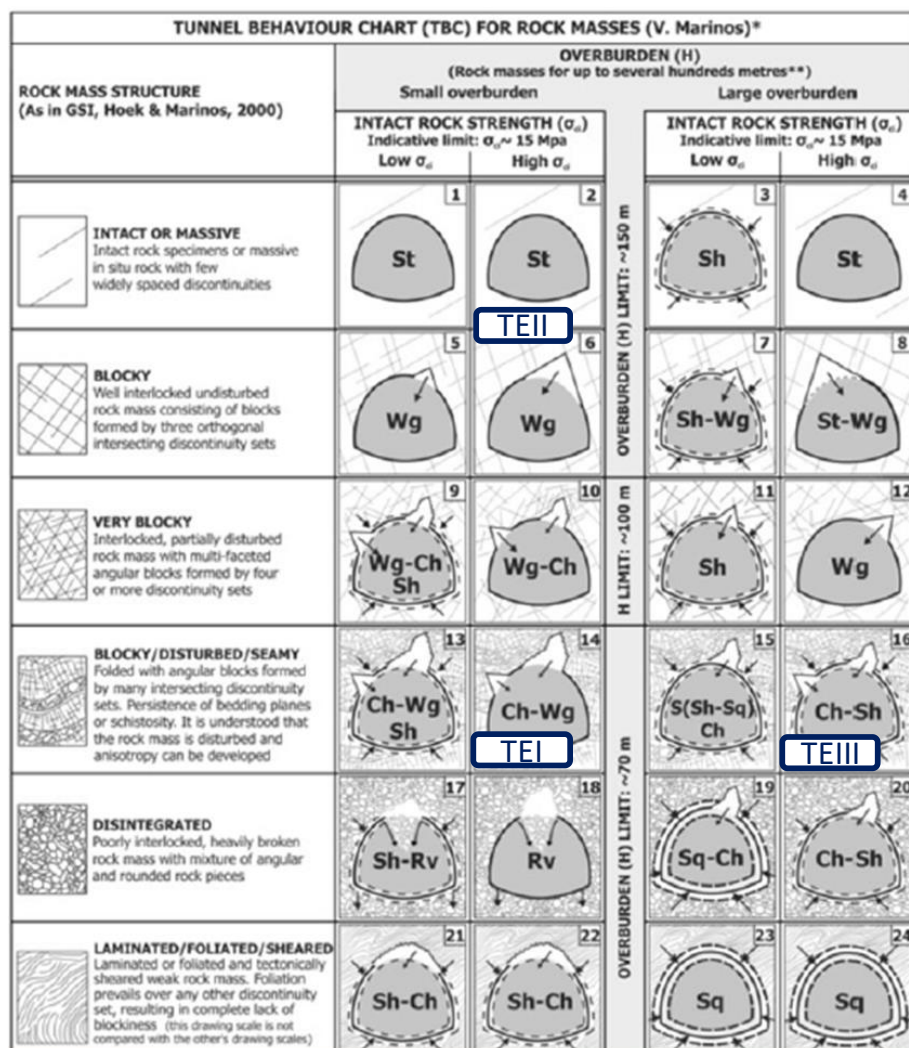 TUNNEL BEHAVIOUR CHART (TBC) FOR ROCK MASSES (V. Marinos)*
ROCK MASS STRUCTURE
(As in GSI, Hoek & Marinos, 2000)
OVERBURDEN (H)
(Rock masses for up to several hundreds metres**)
Small overburden
Large overburden
INTACT ROCK STRENGTH (σci)
Indicative limit: σci~ 15 Mpa
Low σci
High σci
INTACT ROCK STRENGTH (σci)
Indicative limit: σci~ 15 Mpa
Low σci
High σci
OVERBURDEN (H) LIMIT: ~150 m
INTACT OR MASSIVE
Intact rock specimens or massive
in situ rock with few
widely spaced discontinuities
1
St
2
St
3
Sh
4
St
TEII
BLOCKY
Well interlocked undisturbed
rock mass consisting of blocks
formed by three orthogonal
intersecting discontinuity sets
5
Wg
6
Wg
7
Sh-Wg
8
St-Wg
H LIMIT: ~100 m
VERY BLOCKY
Interlocked, partially disturbed
rock mass with multi-faceted
angular blocks formed by four
or more discontinuity sets
9
Wg-Ch
Sh
10
Wg-Ch
11
Sh
12
Wg
OVERBURDEN (H) LIMIT: ~70 m
BLOCKY/DISTURBED/SEAMY
Folded with angular blocks formed
by many intersecting discontinuity
sets. Persistence of bedding planes
or schistosity. It is understood that
the rock mass is disturbed and
anisotropy can be developed
13
Ch-Wg
Sh
14
Ch-Wg
15
S(Sh-Sq)
Ch
16
Ch-Sh
TEI
TEIII
DISINTEGRATED
Poorly interlocked, heavily broken
rock mass with mixture of angular
and rounded rock pieces
17
Sh-Rv
18
Rv
19
Sq-Ch
20
Ch-Sh
LAMINATED/FOLIATED/SHEARED
Laminated or foliated and tectonically
sheared weak rock mass. Foliation
prevails over any other discontinuity
set, resulting in complete lack of
blockiness (this drawing scale is not
compared with the other's drawing scales)
21
Sh-Ch
22
Sh-Ch
23
Sq
24
Sq